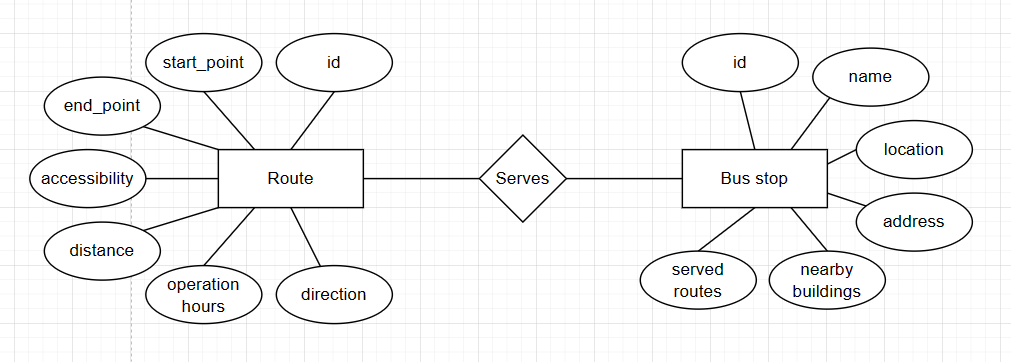 start_point
id
end_point
accessibility
Route
distance
operation
hours
direction
Serves
id
name
location
Bus stop
address
served
routes
nearby
buildings